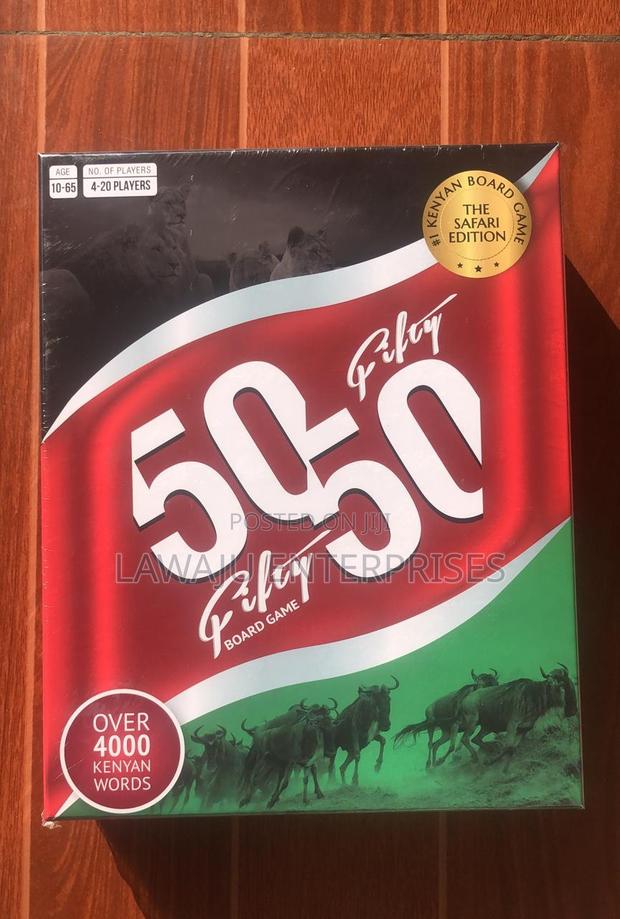 AGE
10-65
NO. OF PLAYERS
4-20 PLAYERS
#1 KENYAN BOARD GAME
THE
SAFARI
EDITION
Fifty
50
50
Fifty
BOARD GAME
POSTED ON JIJI
LAWAJU ENTERPRISES
OVER
4000
KENYAN
WORDS